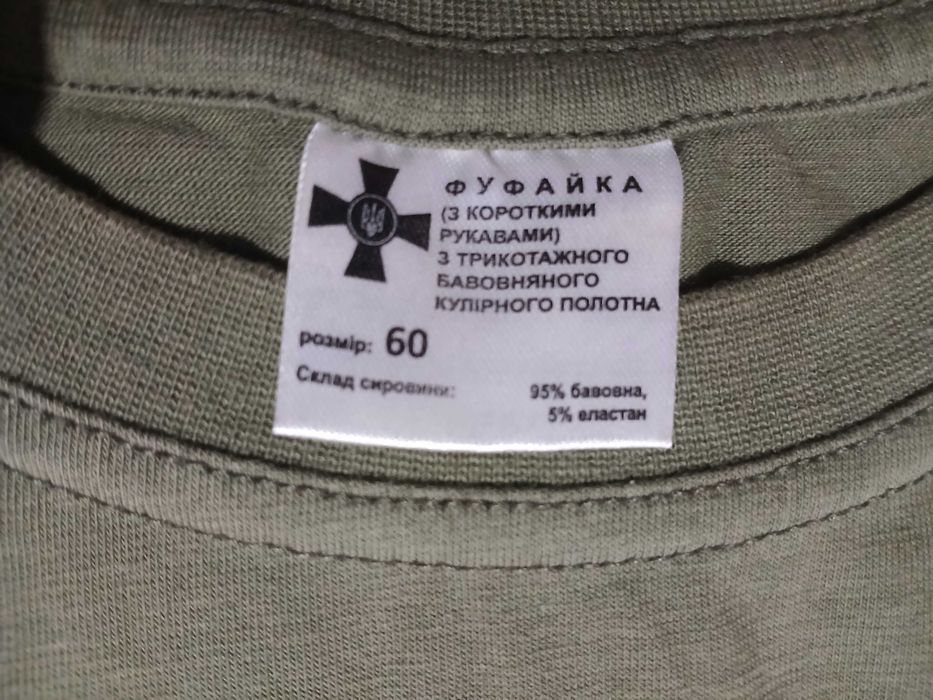 ФУФАЙКА
(З КОРОТКИМИ
РУКАВАМИ)
З ТРИКОТАЖНОГО
БАВОВНЯНОГО
КУЛІРНОГО ПОЛОТНА
розмір: 60
Склад сировини: 95% бавовна,
5% еластан